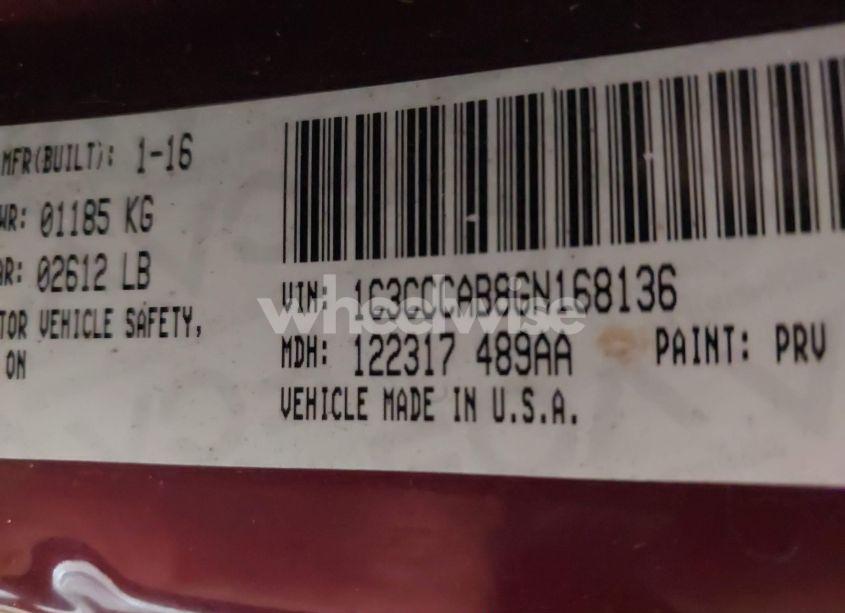 MFR(BUILT): 1-16
WR: 01185 KG
AR: 02612 LB
TOR VEHICLE SAFETY,
ON
VIN: 1C3CCCAB8GN168136
MDH: 122317 489AA PAINT: PRV
VEHICLE MADE IN U.S.A.
wheelwise